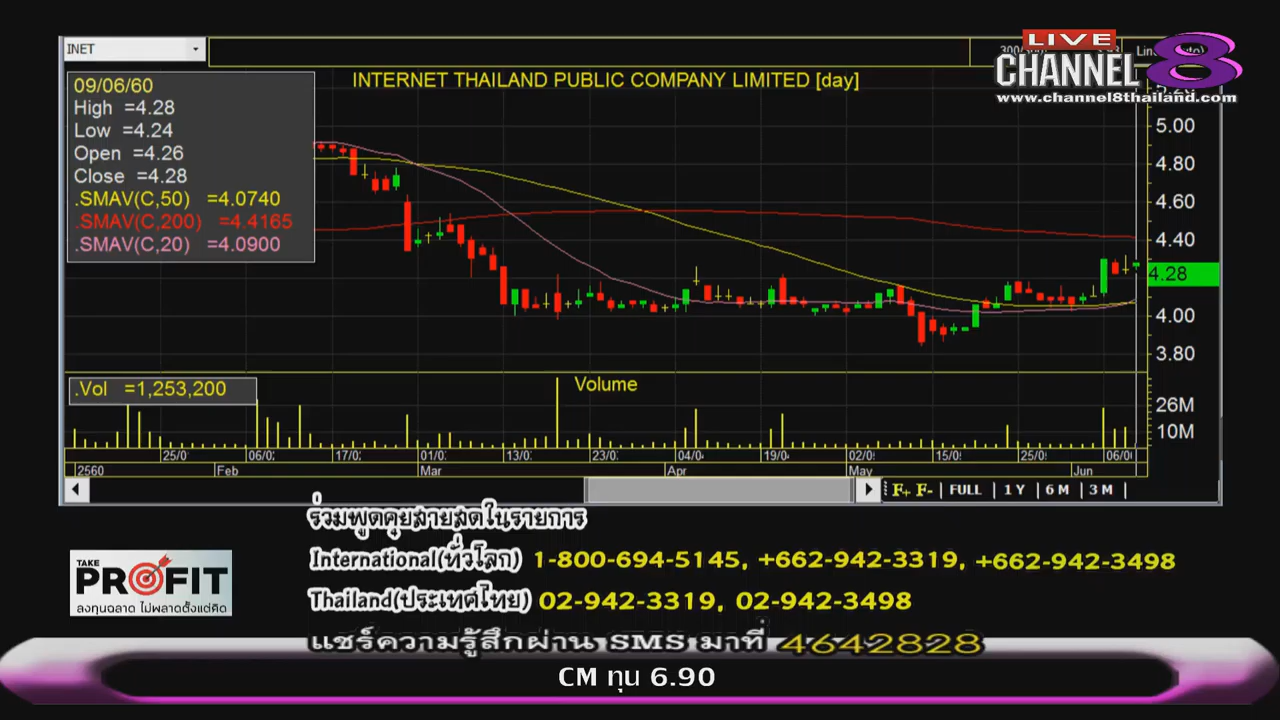 INET
LIVE
CHANNEL 8
www.channel8thailand.com
INTERNET THAILAND PUBLIC COMPANY LIMITED [day]
09/06/60
High =4.28
Low =4.24
Open =4.26
Close =4.28
.SMAV(C,50) =4.0740
.SMAV(C,200) =4.4165
.SMAV(C,20) =4.0900
5.00
4.80
4.60
4.40
4.28
4.00
3.80
.Vol =1,253,200
Volume
26M
10M
25/0 06/0 17/0 01/0 13/0 23/0 04/0 19/0 02/0 15/0 25/0 06/0
2560 Feb Mar Apr May Jun
F+ F- FULL 1 Y 6 M 3 M
ร่วมพูดคุยสายสดในรายการ
International(ทั่วโลก) 1-800-694-5145, +662-942-3319, +662-942-3498
TAKE
PROFIT
ลงทุนฉลาด ไม่พลาดตั้งแต่คิด
Thailand(ประเทศไทย) 02-942-3319, 02-942-3498
แชร์ความรู้สึกผ่าน SMS มาที่ 4642828
CM ทุน 6.90